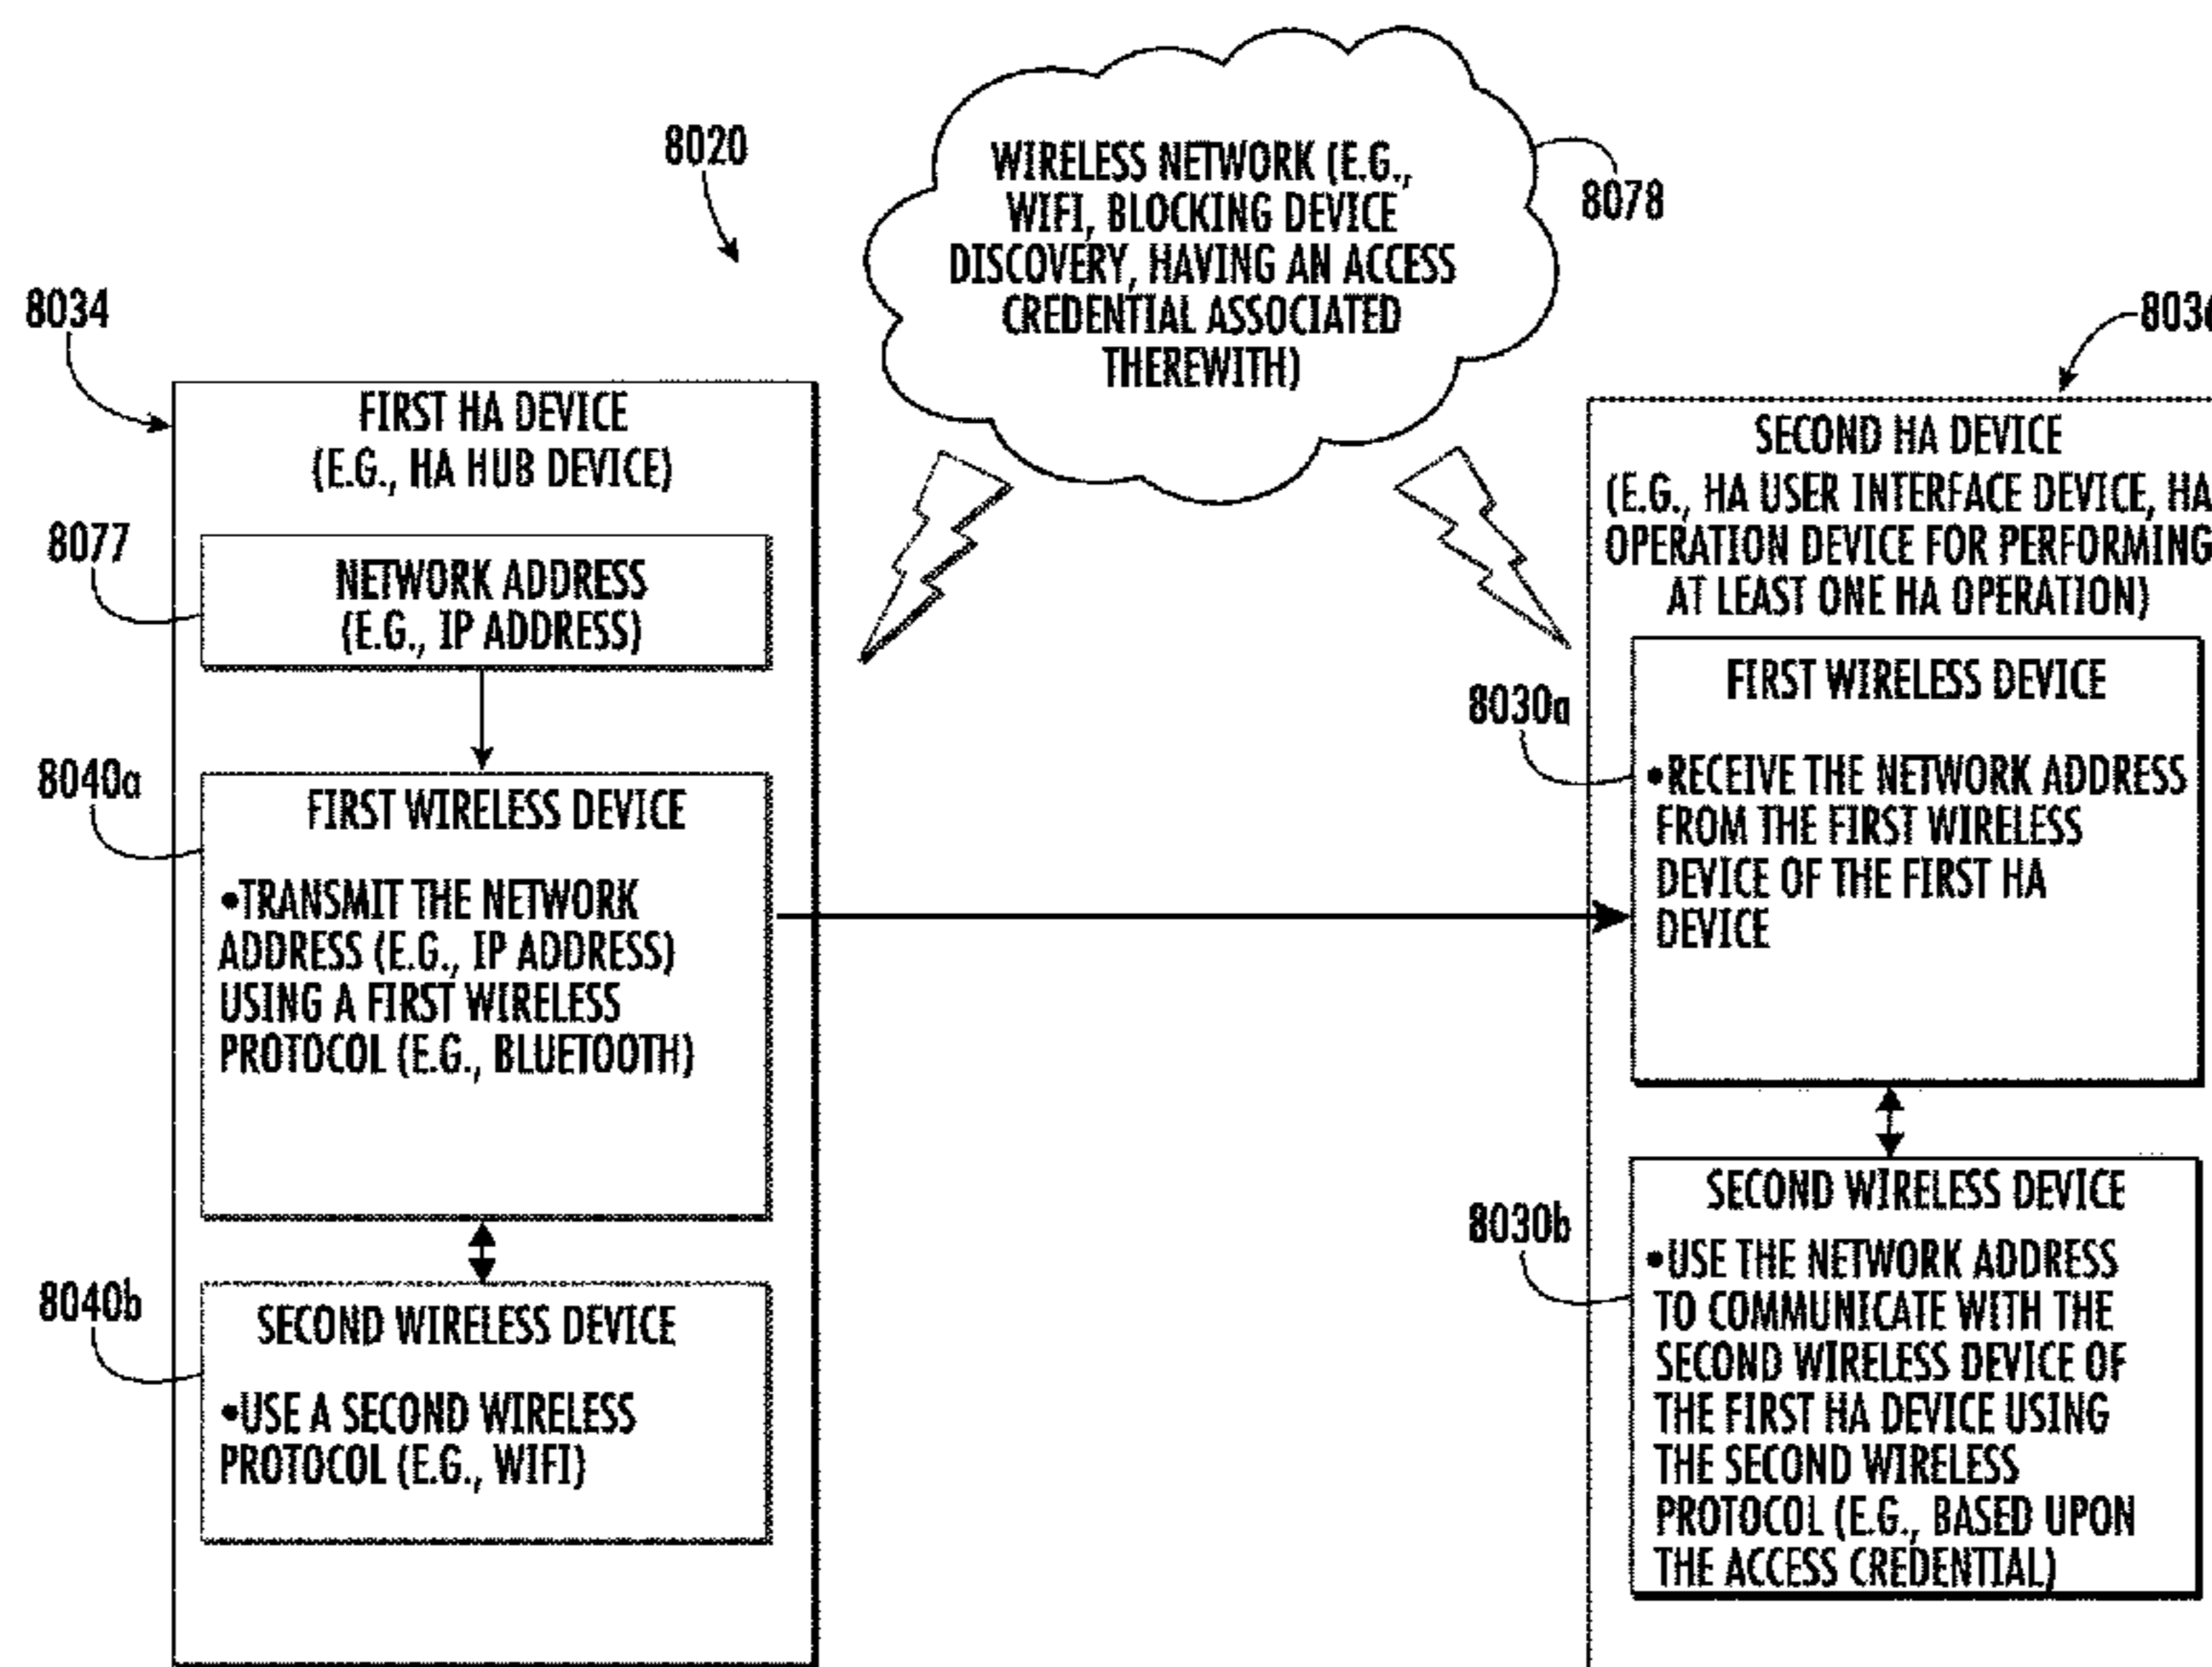 8020
WIRELESS NETWORK (E.G.,
WIFI, BLOCKING DEVICE
DISCOVERY, HAVING AN ACCESS
CREDENTIAL ASSOCIATED
THEREWITH)
8078
8034
FIRST HA DEVICE
(E.G., HA HUB DEVICE)
8077
NETWORK ADDRESS
(E.G., IP ADDRESS)
8040a
FIRST WIRELESS DEVICE
•TRANSMIT THE NETWORK
ADDRESS (E.G., IP ADDRESS)
USING A FIRST WIRELESS
PROTOCOL (E.G., BLUETOOTH)
8040b
SECOND WIRELESS DEVICE
•USE A SECOND WIRELESS
PROTOCOL (E.G., WIFI)
SECOND HA DEVICE
(E.G., HA USER INTERFACE DEVICE, HA
OPERATION DEVICE FOR PERFORMING
AT LEAST ONE HA OPERATION)
8030a
FIRST WIRELESS DEVICE
•RECEIVE THE NETWORK ADDRESS
FROM THE FIRST WIRELESS
DEVICE OF THE FIRST HA
DEVICE
8030b
SECOND WIRELESS DEVICE
•USE THE NETWORK ADDRESS
TO COMMUNICATE WITH THE
SECOND WIRELESS DEVICE OF
THE FIRST HA DEVICE USING
THE SECOND WIRELESS
PROTOCOL (E.G., BASED UPON
THE ACCESS CREDENTIAL)